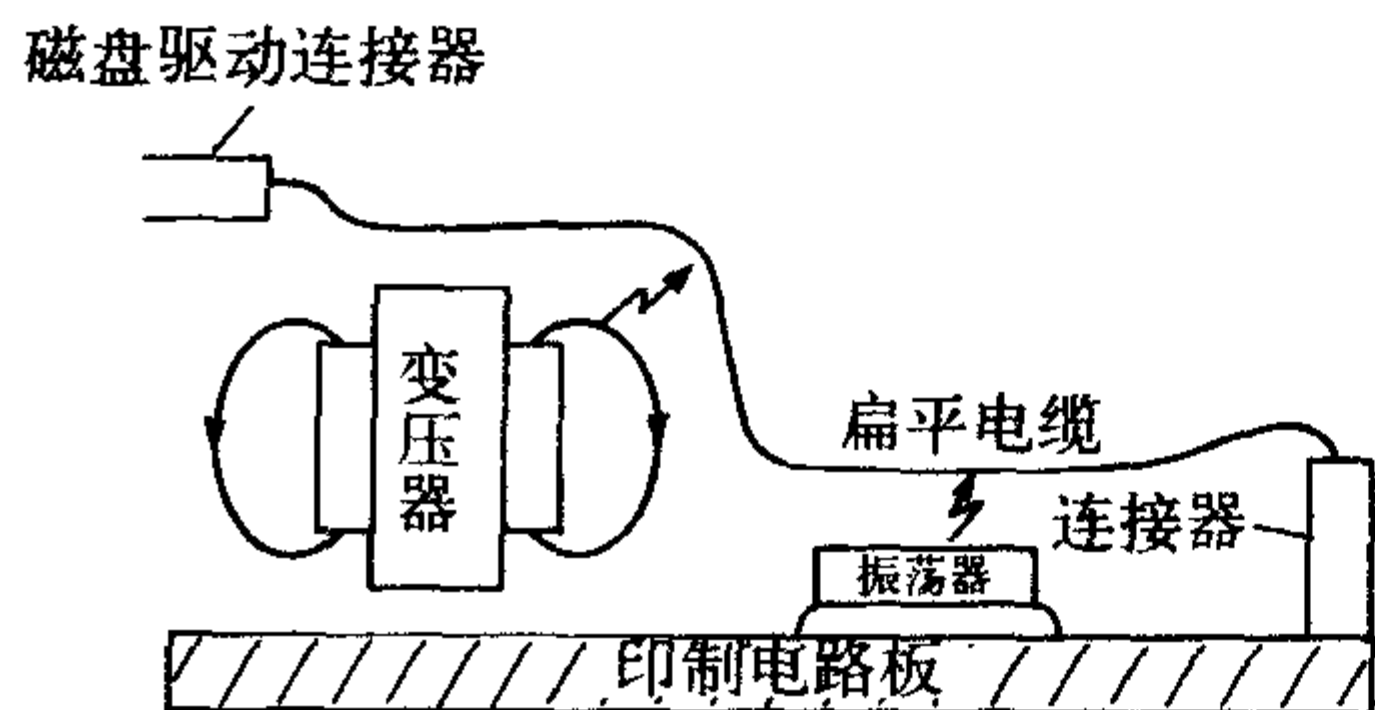 磁盘驱动连接器
变压器
扁平电缆
连接器
振荡器
印制电路板